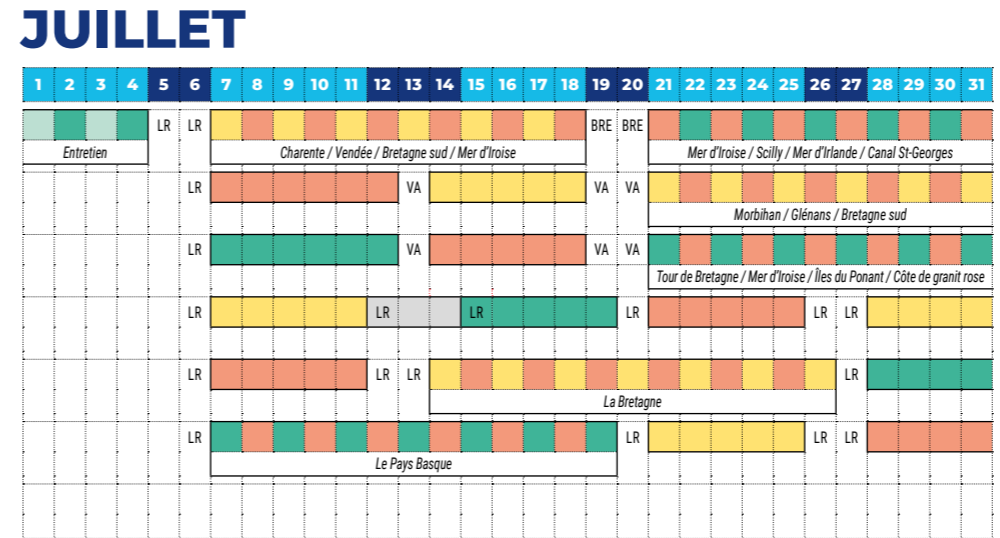 JUILLET
1 2 3 4 5 6 7 8 9 10 11 12 13 14 15 16 17 18 19 20 21 22 23 24 25 26 27 28 29 30 31
LR LR BRE BRE
Entretien Charente / Vendée / Bretagne sud / Mer d'Iroise Mer d'Iroise / Scilly / Mer d'Irlande / Canal St-Georges
LR VA VA VA
Morbihan / Glénans / Bretagne sud
LR VA VA VA
Tour de Bretagne / Mer d'Iroise / Îles du Ponant / Côte de granit rose
LR LR LR LR LR LR
LR LR LR LR
La Bretagne
LR LR LR LR
Le Pays Basque